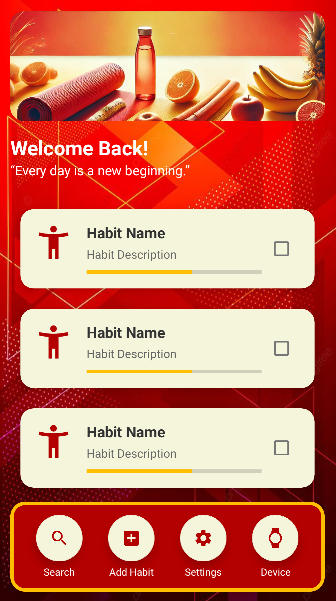 Welcome Back!
“Every day is a new beginning.”
Habit Name
Habit Description
Habit Name
Habit Description
Habit Name
Habit Description
Search
Add Habit
Settings
Device